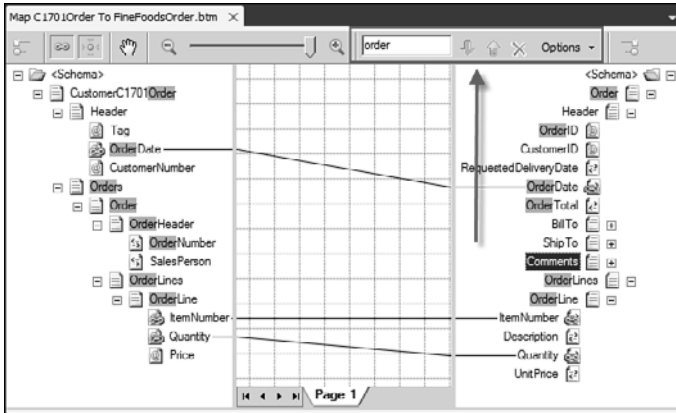 Map C1701Order To FineFoodsOrder.btm ×
order
Options
<Schema>
CustomerC1701Order
Header
Tag
OrderDate
CustomerNumber
Orders
Order
OrderHeader
OrderNumber
SalesPerson
OrderLines
OrderLine
ItemNumber
Quantity
Price
<Schema>
Order
Header
OrderID
CustomerID
RequestedDeliveryDate
OrderDate
OrderTotal
BillTo
ShipTo
Comments
OrderLines
OrderLine
ItemNumber
Description
Quantity
UnitPrice
Page 1